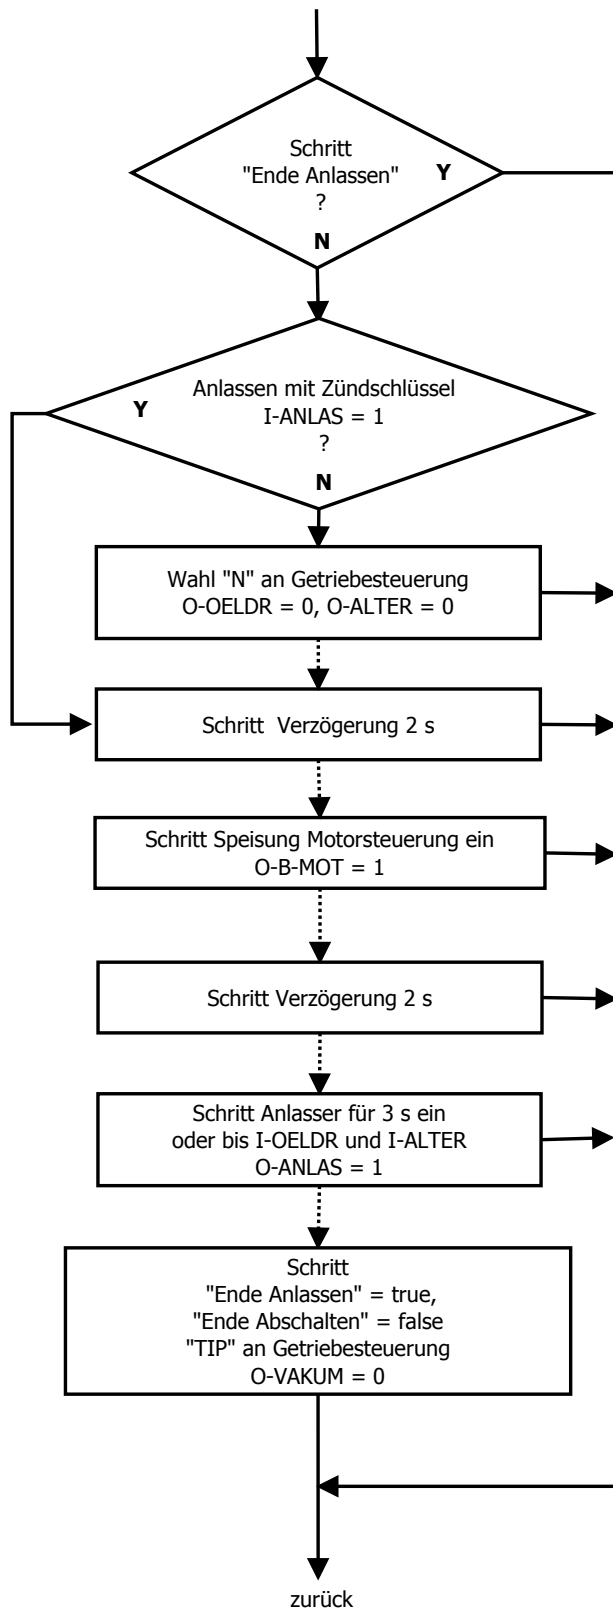 Schritt
"Ende Anlassen"
?
Y
N
Anlassen mit Zündschlüssel
I-ANLAS = 1
?
Y
N
Wahl "N" an Getriebesteuerung
O-OELDR = 0, O-ALTER = 0
Schritt Verzögerung 2 s
Schritt Speisung Motorsteuerung ein
O-B-MOT = 1
Schritt Verzögerung 2 s
Schritt Anlasser für 3 s ein
oder bis I-OELDR und I-ALTER
O-ANLAS = 1
Schritt
"Ende Anlassen" = true,
"Ende Abschalten" = false
"TIP" an Getriebesteuerung
O-VAKUM = 0
zurück